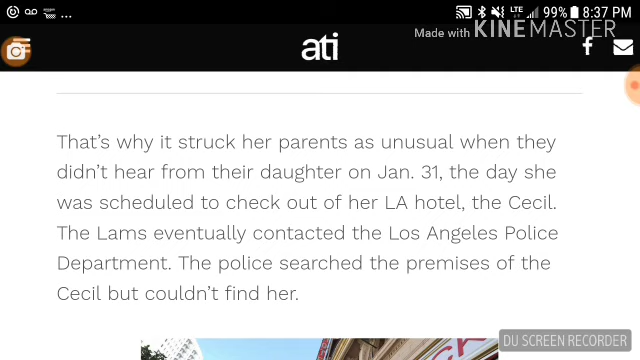 99% 8:37 PM
LTE
Made with KINEMASTER
ati
That's why it struck her parents as unusual when they
didn't hear from their daughter on Jan. 31, the day she
was scheduled to check out of her LA hotel, the Cecil.
The Lams eventually contacted the Los Angeles Police
Department. The police searched the premises of the
Cecil but couldn't find her.
DU SCREEN RECORDER